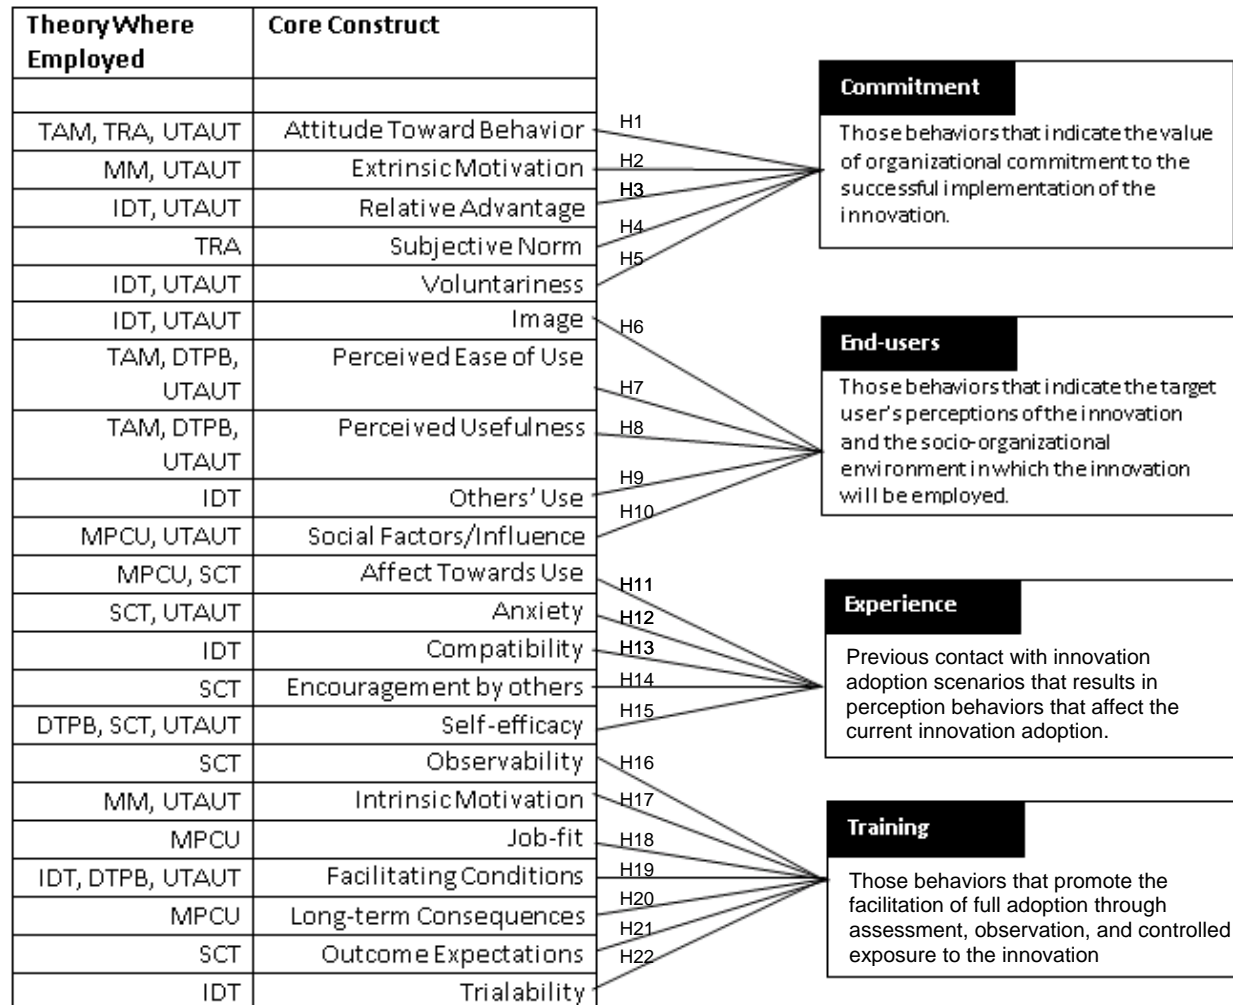 Theory Where Employed
Core Construct
TAM, TRA, UTAUT
Attitude Toward Behavior
H1
MM, UTAUT
Extrinsic Motivation
H2
IDT, UTAUT
Relative Advantage
H3
TRA
Subjective Norm
H4
IDT, UTAUT
Voluntariness
H5
IDT, UTAUT
Image
H6
TAM, DTPB,
UTAUT
Perceived Ease of Use
H7
TAM, DTPB,
UTAUT
Perceived Usefulness
H8
IDT
Others’ Use
H9
MPCU, UTAUT
Social Factors/Influence
H10
MPCU, SCT
Affect Towards Use
H11
SCT, UTAUT
Anxiety
H12
IDT
Compatibility
H13
SCT
Encouragement by others
H14
DTPB, SCT, UTAUT
Self-efficacy
H15
SCT
Observability
H16
MM, UTAUT
Intrinsic Motivation
H17
MPCU
Job-fit
H18
IDT, DTPB, UTAUT
Facilitating Conditions
H19
MPCU
Long-term Consequences
H20
SCT
Outcome Expectations
H21
IDT
Trialability
H22
Commitment
Those behaviors that indicate the value
of organizational commitment to the
successful implementation of the
innovation.
End-users
Those behaviors that indicate the target
user's perceptions of the innovation
and the socio-organizational
environment in which the innovation
will be employed.
Experience
Previous contact with innovation
adoption scenarios that results in
perception behaviors that affect the
current innovation adoption.
Training
Those behaviors that promote the
facilitation of full adoption through
assessment, observation, and controlled
exposure to the innovation